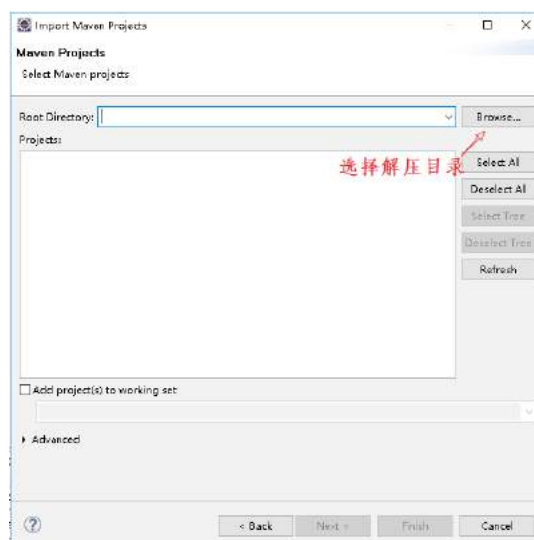 Import Maven Projects
Maven Projects
Select Maven projects
Root Directory:
Browse...
Projects:
选择解压目录
Select All
Deselect All
Select Tree
Deselect Tree
Refresh
Add project(s) to working set
Advanced
< Back
Next >
Finish
Cancel